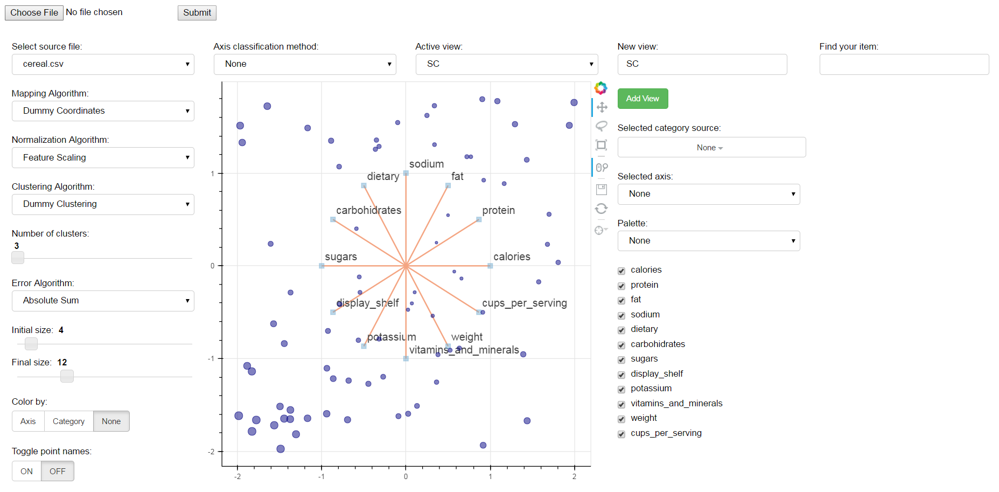 Choose File No file chosen Submit
Select source file:
cereal.csv
Axis classification method:
None
Active view:
SC
New view:
SC
Find your item:
Mapping Algorithm:
Dummy Coordinates
Normalization Algorithm:
Feature Scaling
Clustering Algorithm:
Dummy Clustering
Number of clusters:
3
Error Algorithm:
Absolute Sum
Initial size: 4
Final size: 12
Color by:
Axis Category None
Toggle point names:
ON OFF
sodium
dietary
fat
carbohidrates
protein
sugars
calories
display_shelf
cups_per_serving
potassium
weight
vitamins_and_minerals
1
0
-1
-2
-2 -1 0 1 2
Add View
Selected category source:
None
Selected axis:
None
Palette:
None
calories
protein
fat
sodium
dietary
carbohidrates
sugars
display_shelf
potassium
vitamins_and_minerals
weight
cups_per_serving